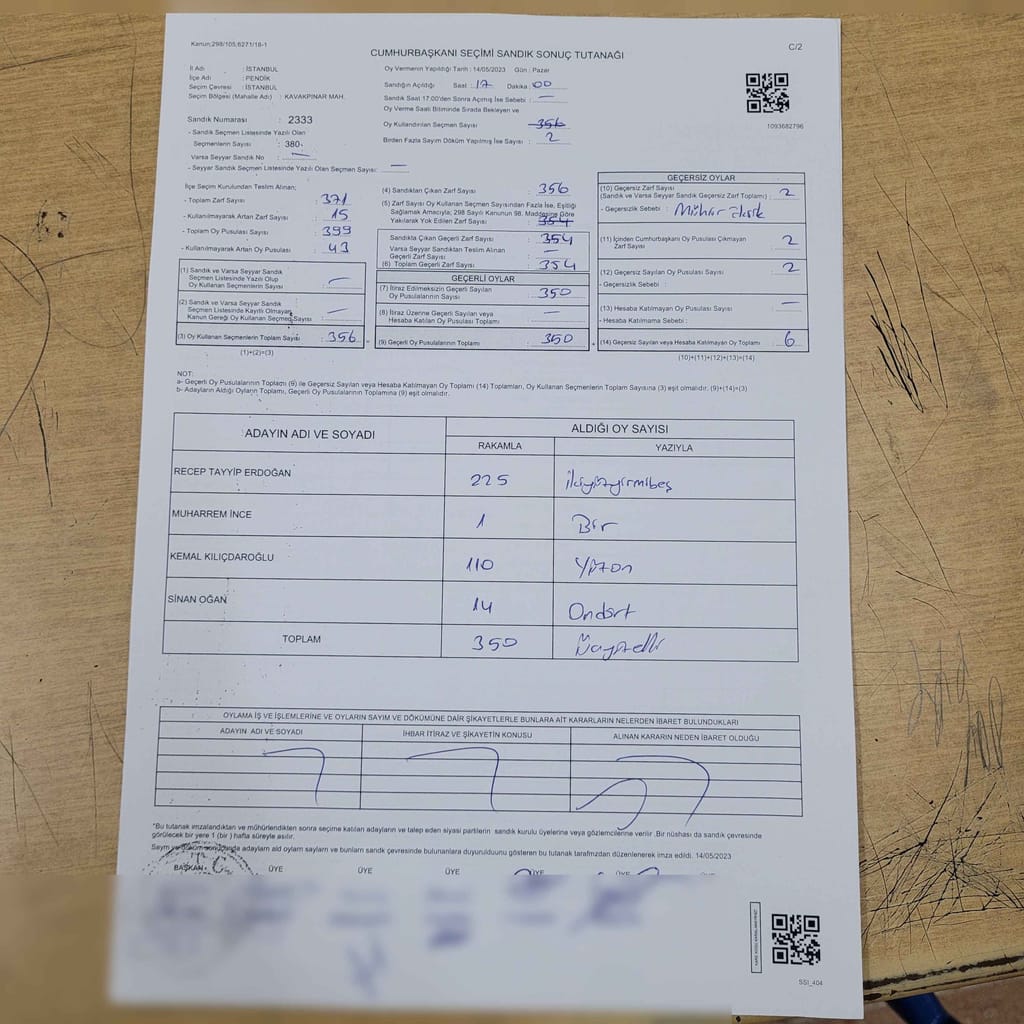 Kanun:298/105;6271/18-1
C/2
CUMHURBAŞKANI SEÇİMİ SANDIK SONUÇ TUTANAĞI
İl Adı : İSTANBUL
İlçe Adı : PENDİK
Seçim Çevresi : İSTANBUL
Seçim Bölgesi (Mahalle Adı) : KAVAKPINAR MAH.
Sandık Numarası : 2333
- Sandık Seçmen Listesinde Yazılı Olan
Seçmenlerin Sayısı : 380
Varsa Seyyar Sandık No : —
- Seyyar Sandık Seçmen Listesinde Yazılı Olan Seçmen Sayısı: —
Oy Vermenin Yapıldığı Tarih : 14/05/2023 Gün : Pazar
Sandığın Açıldığı Saat : 17 Dakika : 00
Sandık Saat 17:00'den Sonra Açılmış İse Sebebi : —
Oy Verme Saati Bitiminde Sırada Bekleyen ve
Oy Kullandırılan Seçmen Sayısı 356
Birden Fazla Sayım Döküm Yapılmış İse Sayısı : 2
1093682796
İlçe Seçim Kurulundan Teslim Alınan;
- Toplam Zarf Sayısı : 371
- Kullanılmayarak Artan Zarf Sayısı : 15
- Toplam Oy Pusulası Sayısı : 399
- Kullanılmayarak Artan Oy Pusulası : 43
(1) Sandık ve Varsa Seyyar Sandık
Seçmen Listesinde Yazılı Olup
Oy Kullanan Seçmenlerin Sayısı : —
(2) Sandık ve Varsa Seyyar Sandık
Seçmen Listesinde Kayıtlı Olmayan
Kanun Gereği Oy Kullanan Seçmen Sayısı : —
(3) Oy Kullanan Seçmenlerin Toplam Sayısı : 356
(1)+(2)=(3)
(4) Sandıktan Çıkan Zarf Sayısı : 356
(5) Zarf Sayısı Oy Kullanan Seçmen Sayısından Fazla İse, Eşitliği
Sağlamak Amacıyla; 298 Sayılı Kanunun 98. Maddesine Göre
Yakılarak Yok Edilen Zarf Sayısı : 354
Sandıkta Çıkan Geçerli Zarf Sayısı : 354
Varsa Seyyar Sandıktan Teslim Alınan
Geçerli Zarf Sayısı : —
(6) Toplam Geçerli Zarf Sayısı : 354
GEÇERLİ OYLAR
(7) İtiraz Edilmeksizin Geçerli Sayılan
Oy Pusulalarının Sayısı : 350
(8) İtiraz Üzerine Geçerli Sayılan veya
Hesaba Katılan Oy Pusulası Toplamı : —
(9) Geçerli Oy Pusulalarının Toplamı : 350
GEÇERSİZ OYLAR
(10) Geçersiz Zarf Sayısı
(Sandık ve Varsa Seyyar Sandık Geçersiz Zarf Toplamı) : 2
- Geçersizlik Sebebi : Mühür
(11) İçinden Cumhurbaşkanı Oy Pusulası Çıkmayan
Zarf Sayısı : 2
(12) Geçersiz Sayılan Oy Pusulası Sayısı : 2
- Geçersizlik Sebebi :
(13) Hesaba Katılmayan Oy Pusulası Sayısı : —
- Hesaba Katılmama Sebebi :
(14) Geçersiz Sayılan veya Hesaba Katılmayan Oy Toplamı : 6
(10)+(11)+(12)+(13)=(14)
NOT:
a- Geçerli Oy Pusulalarının Toplamı (9) ile Geçersiz Sayılan veya Hesaba Katılmayan Oy Toplamı (14) Toplamları, Oy Kullanan Seçmenlerin Toplam Sayısına (3) eşit olmalıdır. (9)+(14)=(3)
b- Adayların Aldığı Oyların Toplamı, Geçerli Oy Pusulalarının Toplamına (9) eşit olmalıdır.
ADAYIN ADI VE SOYADI ALDIĞI OY SAYISI
RAKAMLA YAZIYLA
RECEP TAYYİP ERDOĞAN 225 ikiyüzyirmibeş
MUHARREM İNCE 1 Bir
KEMAL KILIÇDAROĞLU 110 Yüzon
SİNAN OĞAN 14 Ondört
TOPLAM 350 Üçyüzelli
OYLAMA İŞ VE İŞLEMLERİNE VE OYLARIN SAYIM VE DÖKÜMÜNE DAİR ŞİKAYETLERLE BUNLARA AİT KARARLARIN NELERDEN İBARET BULUNDUKLARI
ADAYIN ADI VE SOYADI İHBAR İTİRAZ VE ŞİKAYETİN KONUSU ALINAN KARARIN NEDEN İBARET OLDUĞU
"Bu tutanak imzalandıktan ve mühürlendikten sonra seçime katılan adayların ve talep eden siyasi partilerin sandık kurulu üyelerine veya gözlemcilerine verilir .Bir nüshası da sandık çevresinde
görülecek bir yere 1 (bir ) hafta süreyle asılır.
Sayım ve döküm sonucunda adayların aldığı oyların sayılarını ve bunların sandık çevresinde bulunanlara duyurulduğunu gösteren bu tutanak tarafımızdan düzenlenerek imza edildi. 14/05/2023
T.C.
BAŞKAN ÜYE ÜYE ÜYE ÜYE ÜYE ÜYE
SSI_404